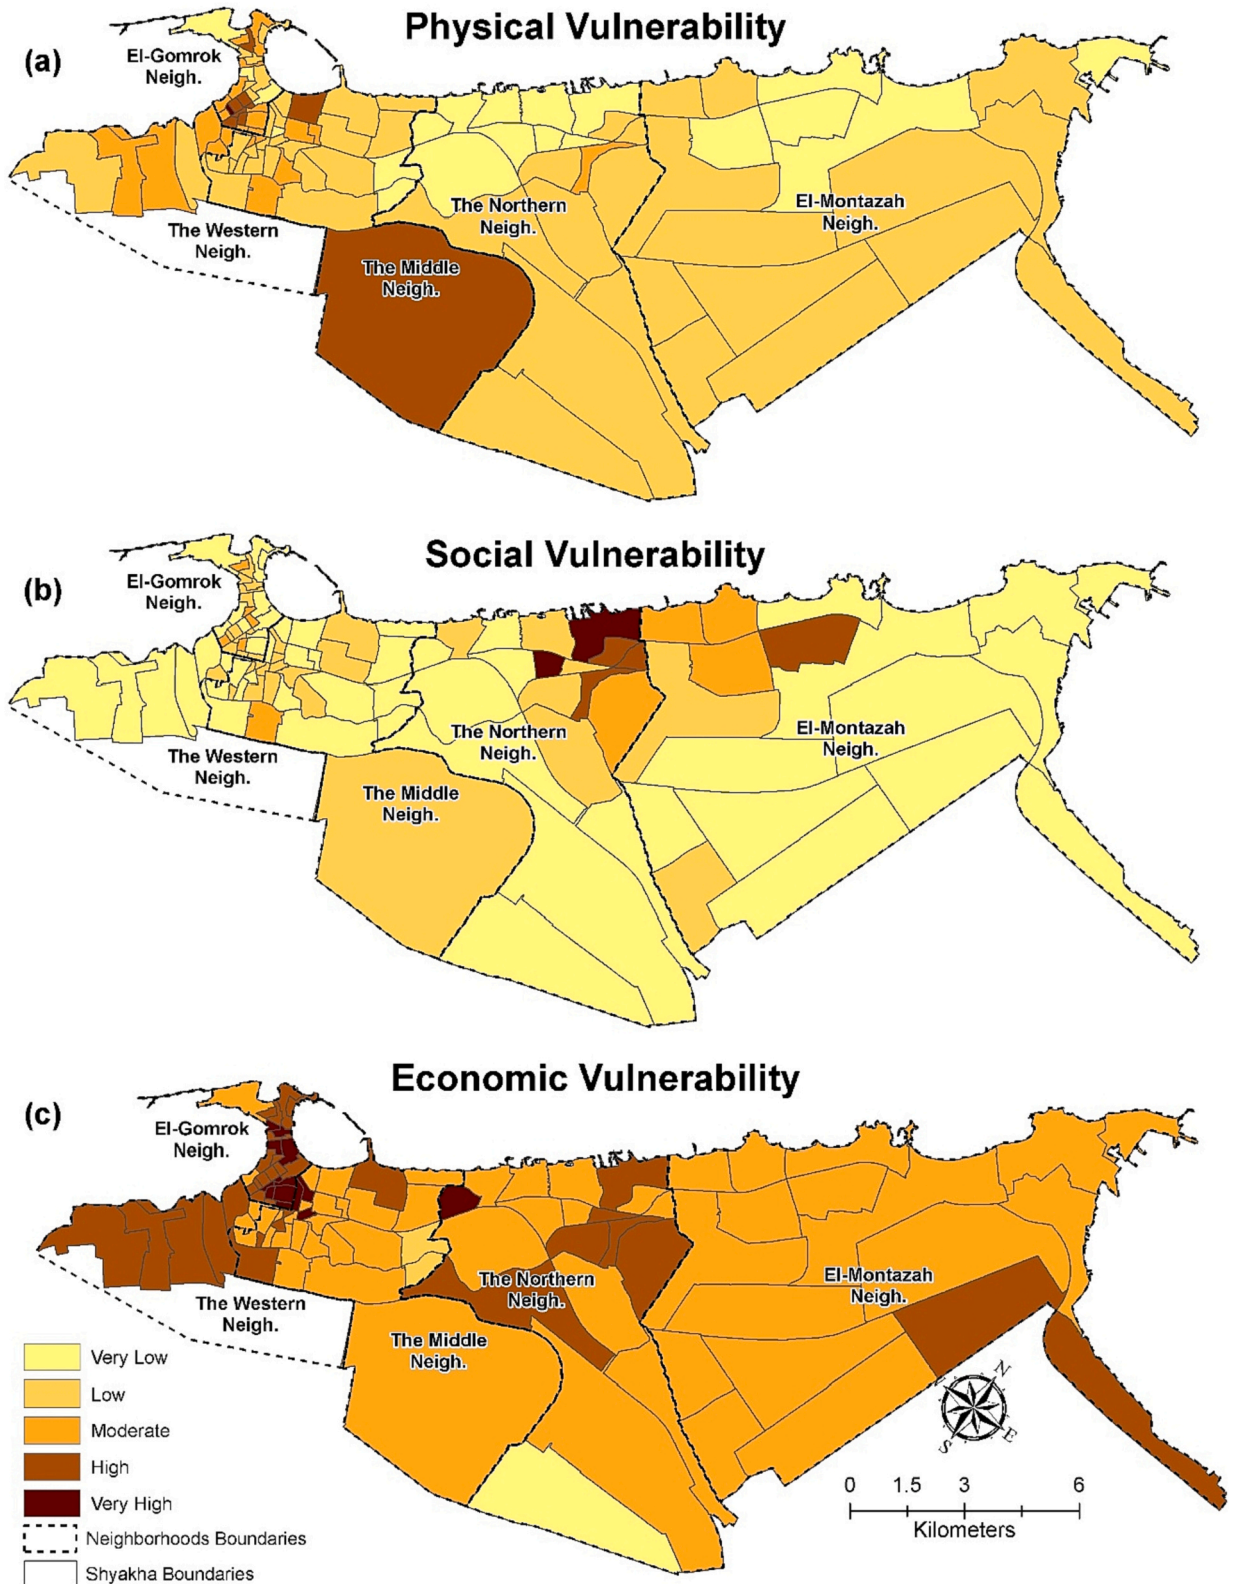 Physical Vulnerability
(a)
El-Gomrok
Neigh.
The Western
Neigh.
The Middle
Neigh.
The Northern
Neigh.
El-Montazah
Neigh.
Social Vulnerability
(b)
El-Gomrok
Neigh.
The Western
Neigh.
The Middle
Neigh.
The Northern
Neigh.
El-Montazah
Neigh.
Economic Vulnerability
(c)
El-Gomrok
Neigh.
The Western
Neigh.
The Middle
Neigh.
The Northern
Neigh.
El-Montazah
Neigh.
Very Low
Low
Moderate
High
Very High
Neighborhoods Boundaries
Shyakha Boundaries
N
E
S
0 1.5 3 6
Kilometers